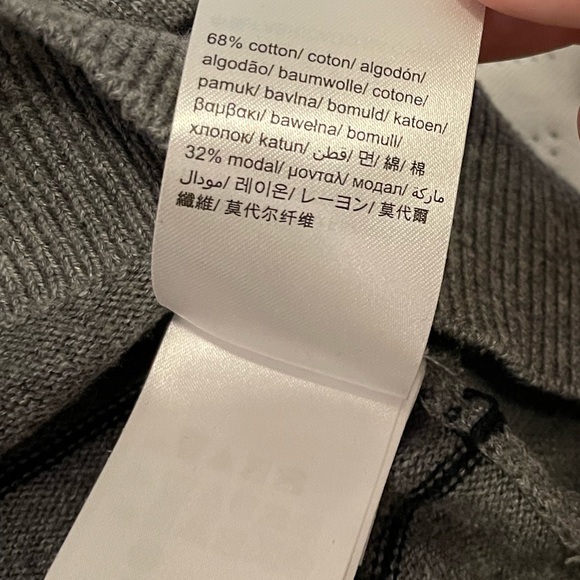 68% cotton/ coton/ algodón/
algodão/ baumwolle/ cotone/
pamuk/ bavlna/ bomuld/ katoen/
βαμβακι/ bawełna/ bomull/
хлопок/ katun/ قطن/ 면/ 綿/ 棉
32% modal/ μονταλ/ модал/ ماركة
مودال/ 레이온/ レーヨン/ 莫代爾
纖維/ 莫代尔纤维